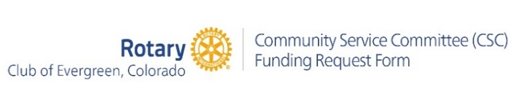 Rotary
Club of Evergreen, Colorado
Community Service Committee (CSC)
Funding Request Form